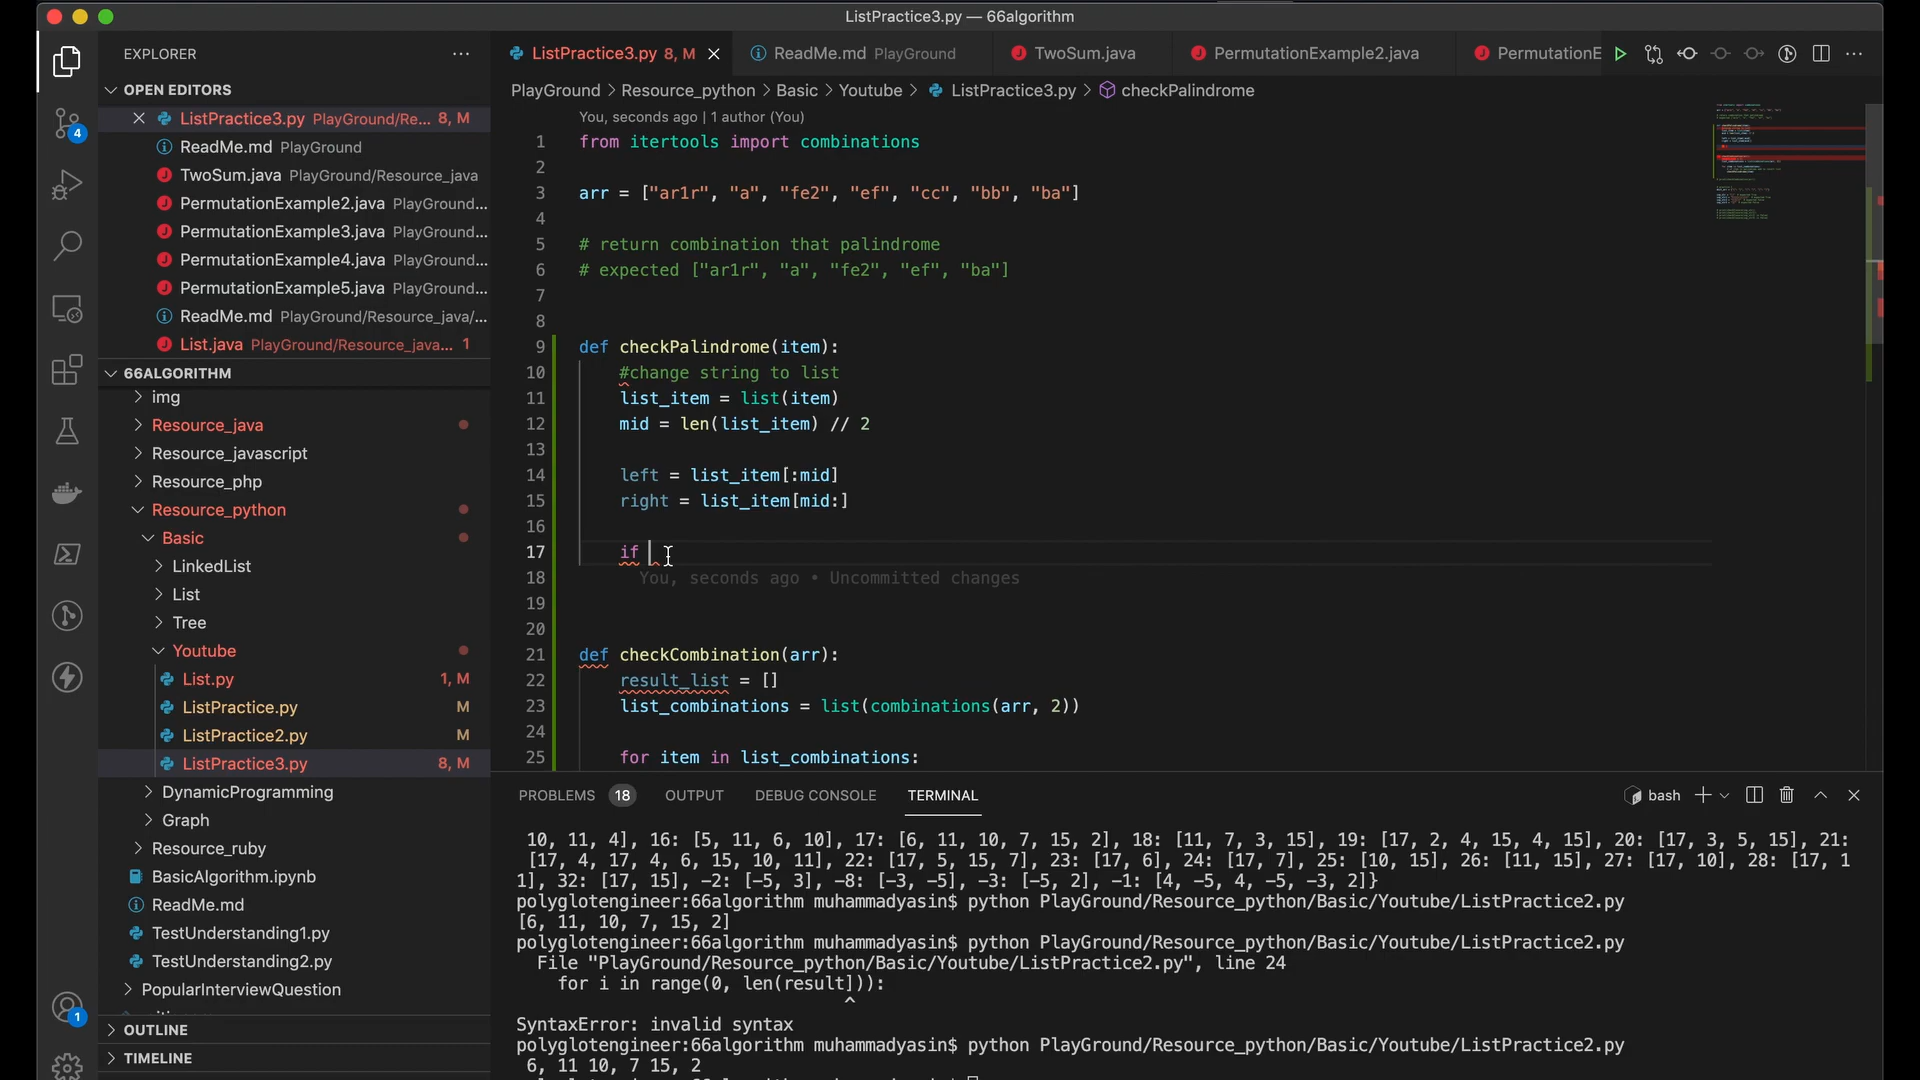 ListPractice3.py — 66algorithm
EXPLORER
OPEN EDITORS
ListPractice3.py PlayGround/Re... 8, M
ReadMe.md PlayGround
TwoSum.java PlayGround/Resource_java
PermutationExample2.java PlayGround...
PermutationExample3.java PlayGround...
PermutationExample4.java PlayGround...
PermutationExample5.java PlayGround...
ReadMe.md PlayGround/Resource_java/...
List.java PlayGround/Resource_java... 1
66ALGORITHM
img
Resource_java
Resource_javascript
Resource_php
Resource_python
Basic
LinkedList
List
Tree
Youtube
List.py 1, M
ListPractice.py M
ListPractice2.py M
ListPractice3.py 8, M
DynamicProgramming
Graph
Resource_ruby
BasicAlgorithm.ipynb
ReadMe.md
TestUnderstanding1.py
TestUnderstanding2.py
PopularInterviewQuestion
OUTLINE
TIMELINE
4
1
ListPractice3.py 8, M
ReadMe.md PlayGround
TwoSum.java
PermutationExample2.java
PermutationE
PlayGround > Resource_python > Basic > Youtube > ListPractice3.py > checkPalindrome
You, seconds ago | 1 author (You)
1 from itertools import combinations
2
3 arr = ["ar1r", "a", "fe2", "ef", "cc", "bb", "ba"]
4
5 # return combination that palindrome
6 # expected ["ar1r", "a", "fe2", "ef", "ba"]
7
8
9 def checkPalindrome(item):
10 #change string to list
11 list_item = list(item)
12 mid = len(list_item) // 2
13
14 left = list_item[:mid]
15 right = list_item[mid:]
16
17 if
18 You, seconds ago • Uncommitted changes
19
20
21 def checkCombination(arr):
22 result_list = []
23 list_combinations = list(combinations(arr, 2))
24
25 for item in list_combinations:
PROBLEMS 18 OUTPUT DEBUG CONSOLE TERMINAL
bash
10, 11, 4], 16: [5, 11, 6, 10], 17: [6, 11, 10, 7, 15, 2], 18: [11, 7, 3, 15], 19: [17, 2, 4, 15, 4, 15], 20: [17, 3, 5, 15], 21:
[17, 4, 17, 4, 6, 15, 10, 11], 22: [17, 5, 15, 7], 23: [17, 6], 24: [17, 7], 25: [10, 15], 26: [11, 15], 27: [17, 10], 28: [17, 1
1], 32: [17, 15], -2: [-5, 3], -8: [-3, -5], -3: [-5, 2], -1: [4, -5, 4, -5, -3, 2]}
polyglotengineer:66algorithm muhammadyasin$ python PlayGround/Resource_python/Basic/Youtube/ListPractice2.py
[6, 11, 10, 7, 15, 2]
polyglotengineer:66algorithm muhammadyasin$ python PlayGround/Resource_python/Basic/Youtube/ListPractice2.py
File "PlayGround/Resource_python/Basic/Youtube/ListPractice2.py", line 24
for i in range(0, len(result])):
^
SyntaxError: invalid syntax
polyglotengineer:66algorithm muhammadyasin$ python PlayGround/Resource_python/Basic/Youtube/ListPractice2.py
6, 11 10, 7 15, 2